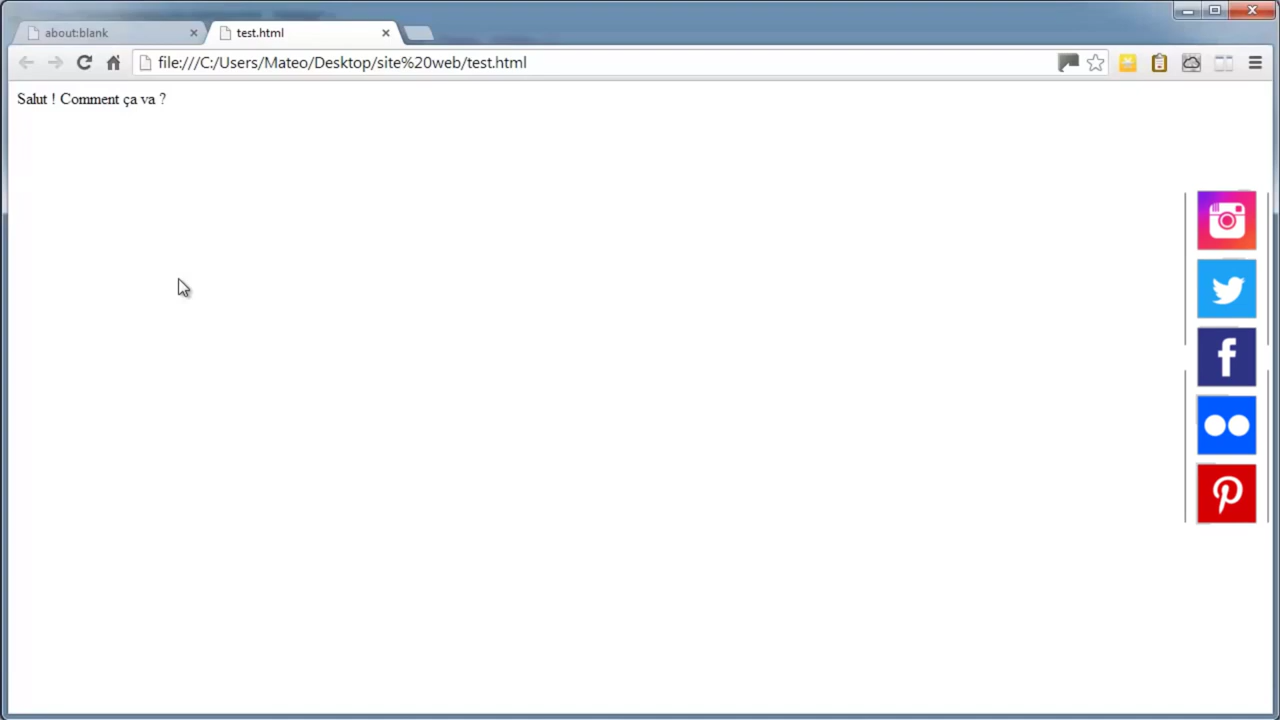 about:blank
test.html
file:///C:/Users/Mateo/Desktop/site%20web/test.html
Salut ! Comment ça va ?